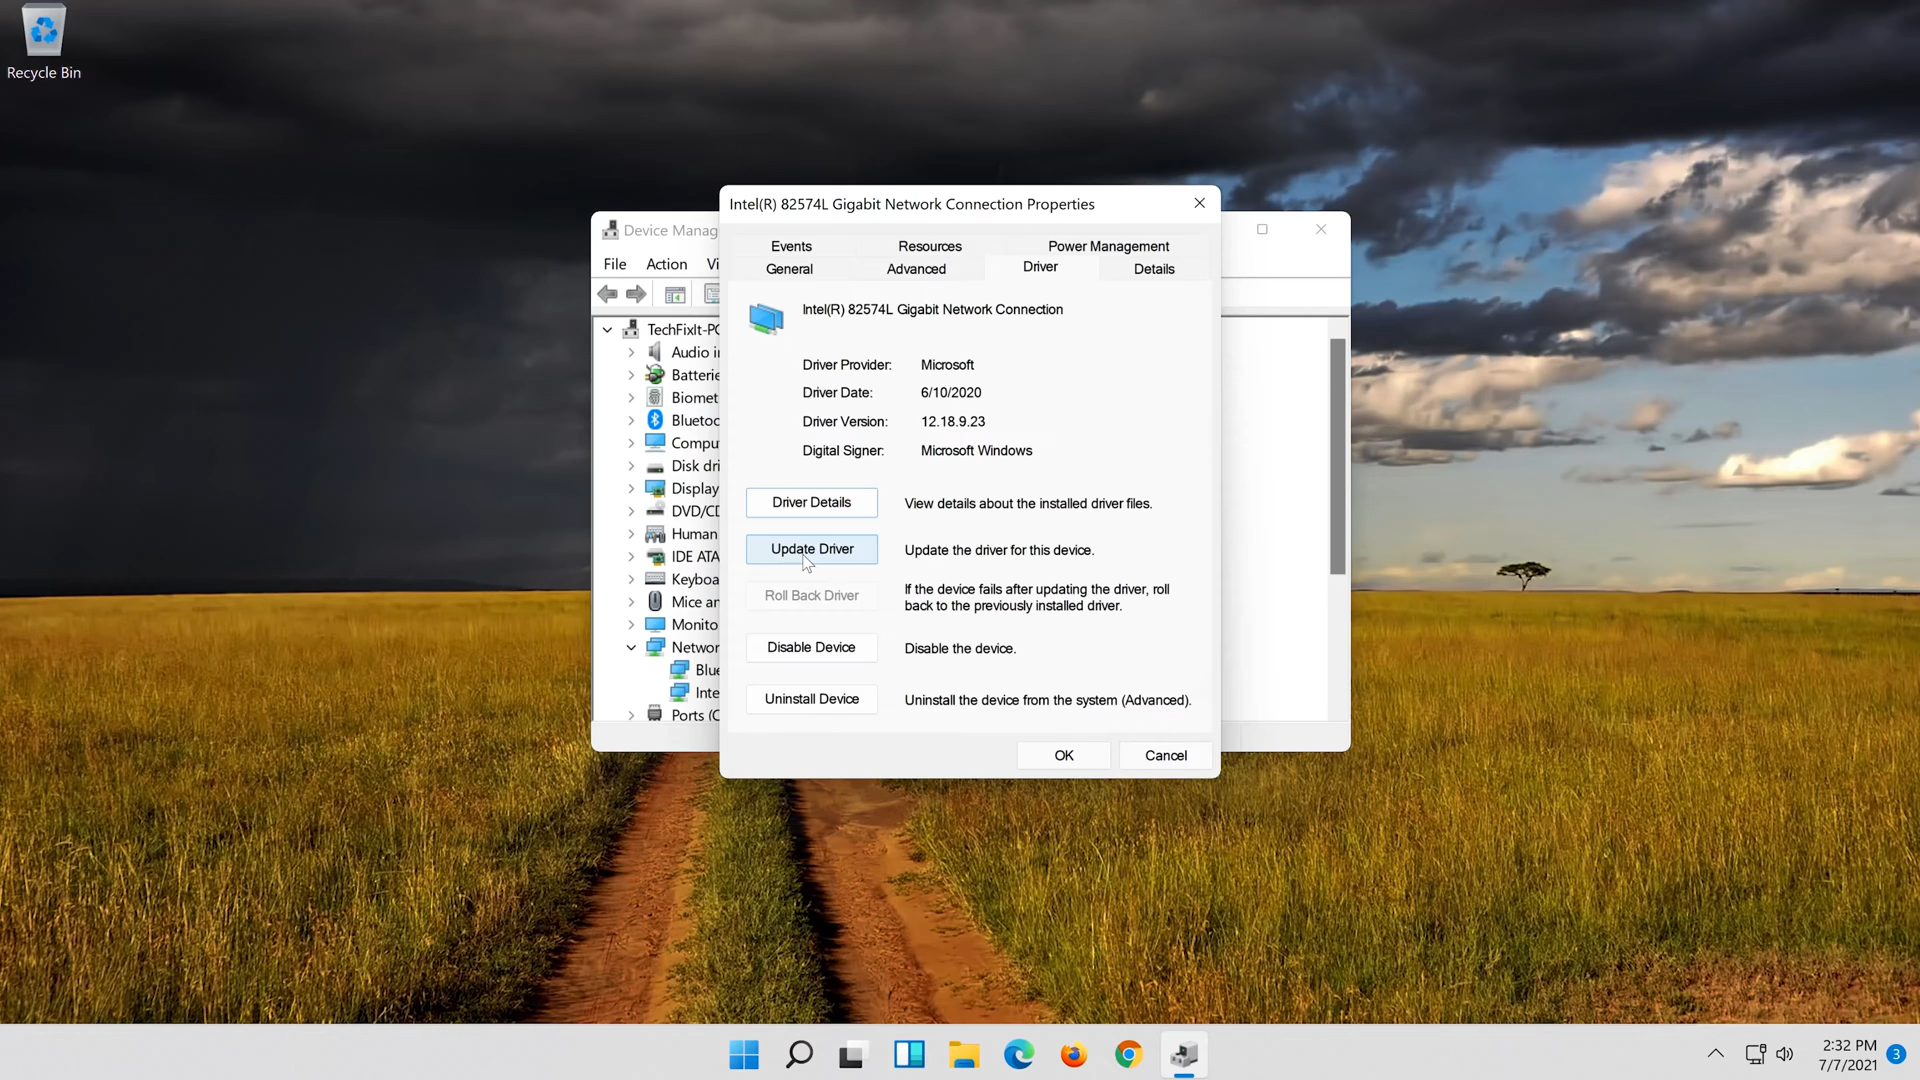 Recycle Bin
Intel(R) 82574L Gigabit Network Connection Properties
Device Manag
File Action Vi
Events Resources Power Management
General Advanced Driver Details
Intel(R) 82574L Gigabit Network Connection
Driver Provider: Microsoft
Driver Date: 6/10/2020
Driver Version: 12.18.9.23
Digital Signer: Microsoft Windows
Driver Details View details about the installed driver files.
Update Driver Update the driver for this device.
Roll Back Driver If the device fails after updating the driver, roll
back to the previously installed driver.
Disable Device Disable the device.
Uninstall Device Uninstall the device from the system (Advanced).
OK Cancel
TechFixIt-PC
Audio i
Batterie
Biomet
Bluetoo
Compu
Disk dri
Display
DVD/CD
Human
IDE ATA
Keyboa
Mice an
Monito
Networ
Blue
Inte
Ports (C
2:32 PM
7/7/2021
3